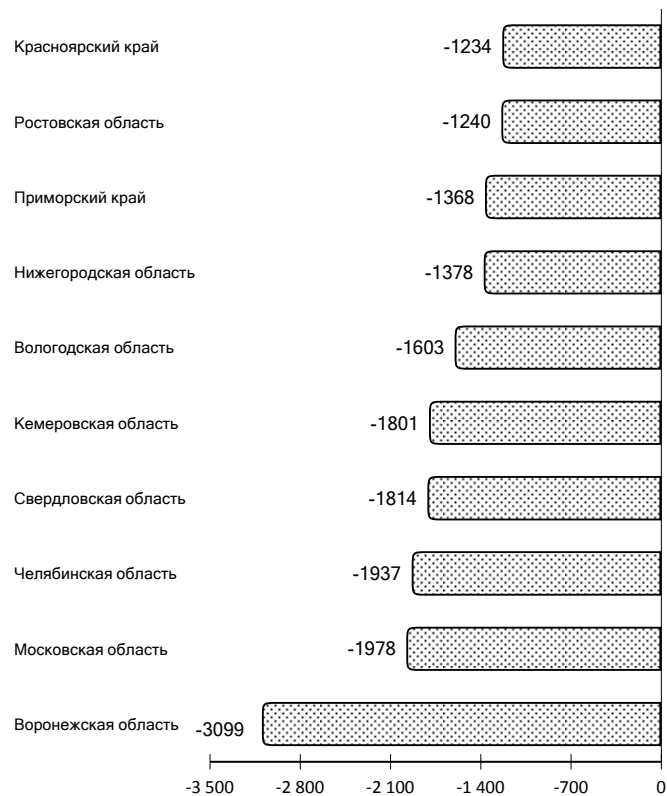 Красноярский край -1234
Ростовская область -1240
Приморский край -1368
Нижегородская область -1378
Вологодская область -1603
Кемеровская область -1801
Свердловская область -1814
Челябинская область -1937
Московская область -1978
Воронежская область -3099
-3 500 -2 800 -2 100 -1 400 -700 0